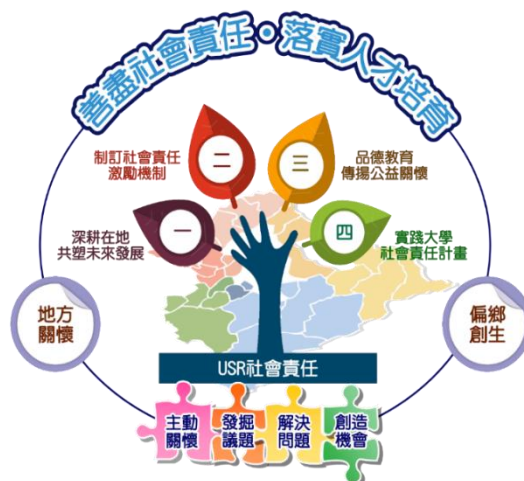 善盡社會責任・落實人才培育
二
制訂社會責任
激勵機制
三
品德教育
傳揚公益關懷
一
深耕在地
共塑未來發展
四
實踐大學
社會責任計畫
地方
關懷
偏鄉
創生
USR社會責任
主動
關懷
發掘
議題
解決
問題
創造
機會